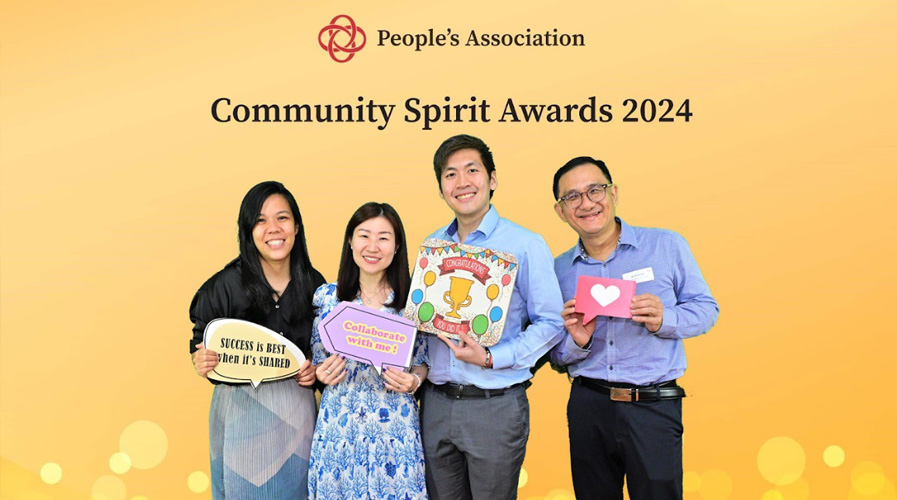 People's Association
Community Spirit Awards 2024
SUCCESS is BEST
when it's SHARED
Collaborate
with me!
CONGRATULATIONS
YOU DID IT